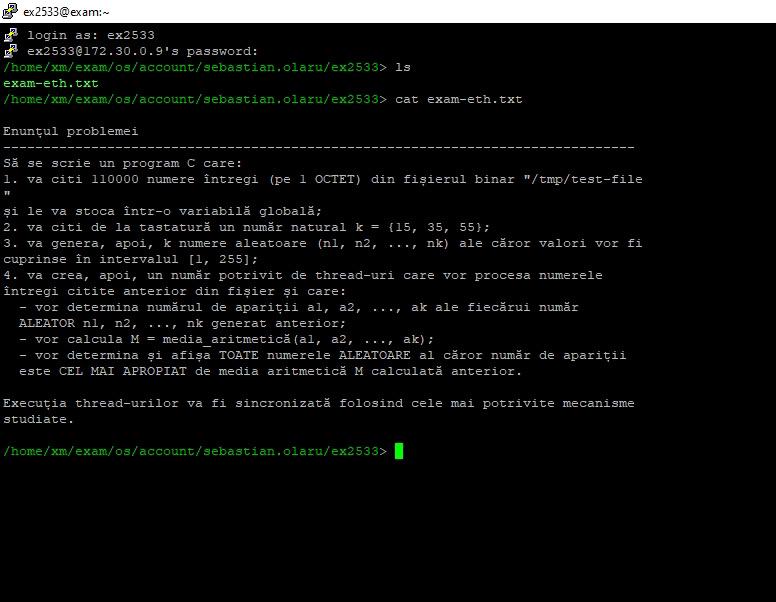 ex2533@exam:~
login as: ex2533
ex2533@172.30.0.9's password:
/home/xm/exam/os/account/sebastian.olaru/ex2533> ls
exam-eth.txt
/home/xm/exam/os/account/sebastian.olaru/ex2533> cat exam-eth.txt
Enunțul problemei
-------------------------------------------------------------------------------
Să se scrie un program C care:
1. va citi 110000 numere întregi (pe 1 OCTET) din fișierul binar "/tmp/test-file
"
și le va stoca într-o variabilă globală;
2. va citi de la tastatură un număr natural k = {15, 35, 55};
3. va genera, apoi, k numere aleatoare (n1, n2, ..., nk) ale căror valori vor fi
cuprinse în intervalul [1, 255];
4. va crea, apoi, un număr potrivit de thread-uri care vor procesa numerele
întregi citite anterior din fișier și care:
- vor determina numărul de apariții a1, a2, ..., ak ale fiecărui număr
ALEATOR n1, n2, ..., nk generat anterior;
- vor calcula M = media_aritmetică(a1, a2, ..., ak);
- vor determina și afișa TOATE numerele ALEATOARE al căror număr de apariții
este CEL MAI APROPIAT de media aritmetică M calculată anterior.
Execuția thread-urilor va fi sincronizată folosind cele mai potrivite mecanisme
studiate.
/home/xm/exam/os/account/sebastian.olaru/ex2533>